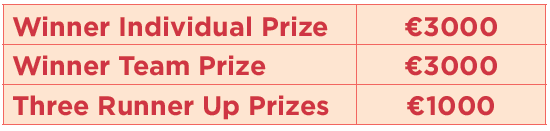 Winner Individual Prize €3000
Winner Team Prize €3000
Three Runner Up Prizes €1000